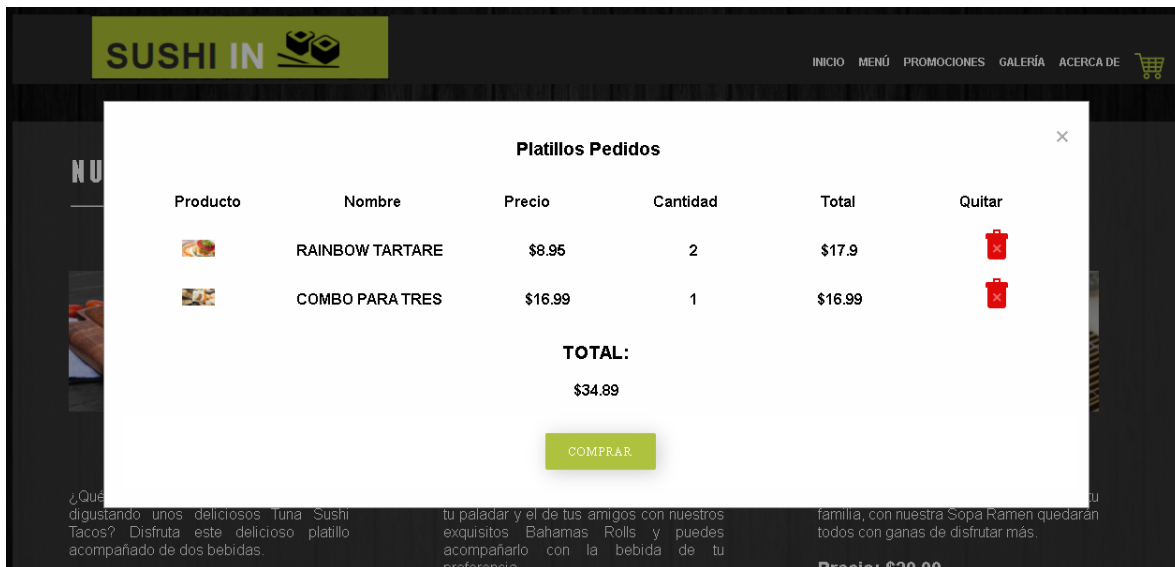 SUSHI IN
INICIO MENÚ PROMOCIONES GALERÍA ACERCA DE
NU
×
Platillos Pedidos
Producto Nombre Precio Cantidad Total Quitar
RAINBOW TARTARE $8.95 2 $17.9
COMBO PARA TRES $16.99 1 $16.99
TOTAL:
$34.89
COMPRAR
¿Qué
digustando unos deliciosos Tuna Sushi
Tacos? Disfruta este delicioso platillo
acompañado de dos bebidas.
tu paladar y el de tus amigos con nuestros
exquisitos Bahamas Rolls y puedes
acompañarlo con la bebida de tu
preferencia
tu
familia, con nuestra Sopa Ramen quedarán
todos con ganas de disfrutar más.